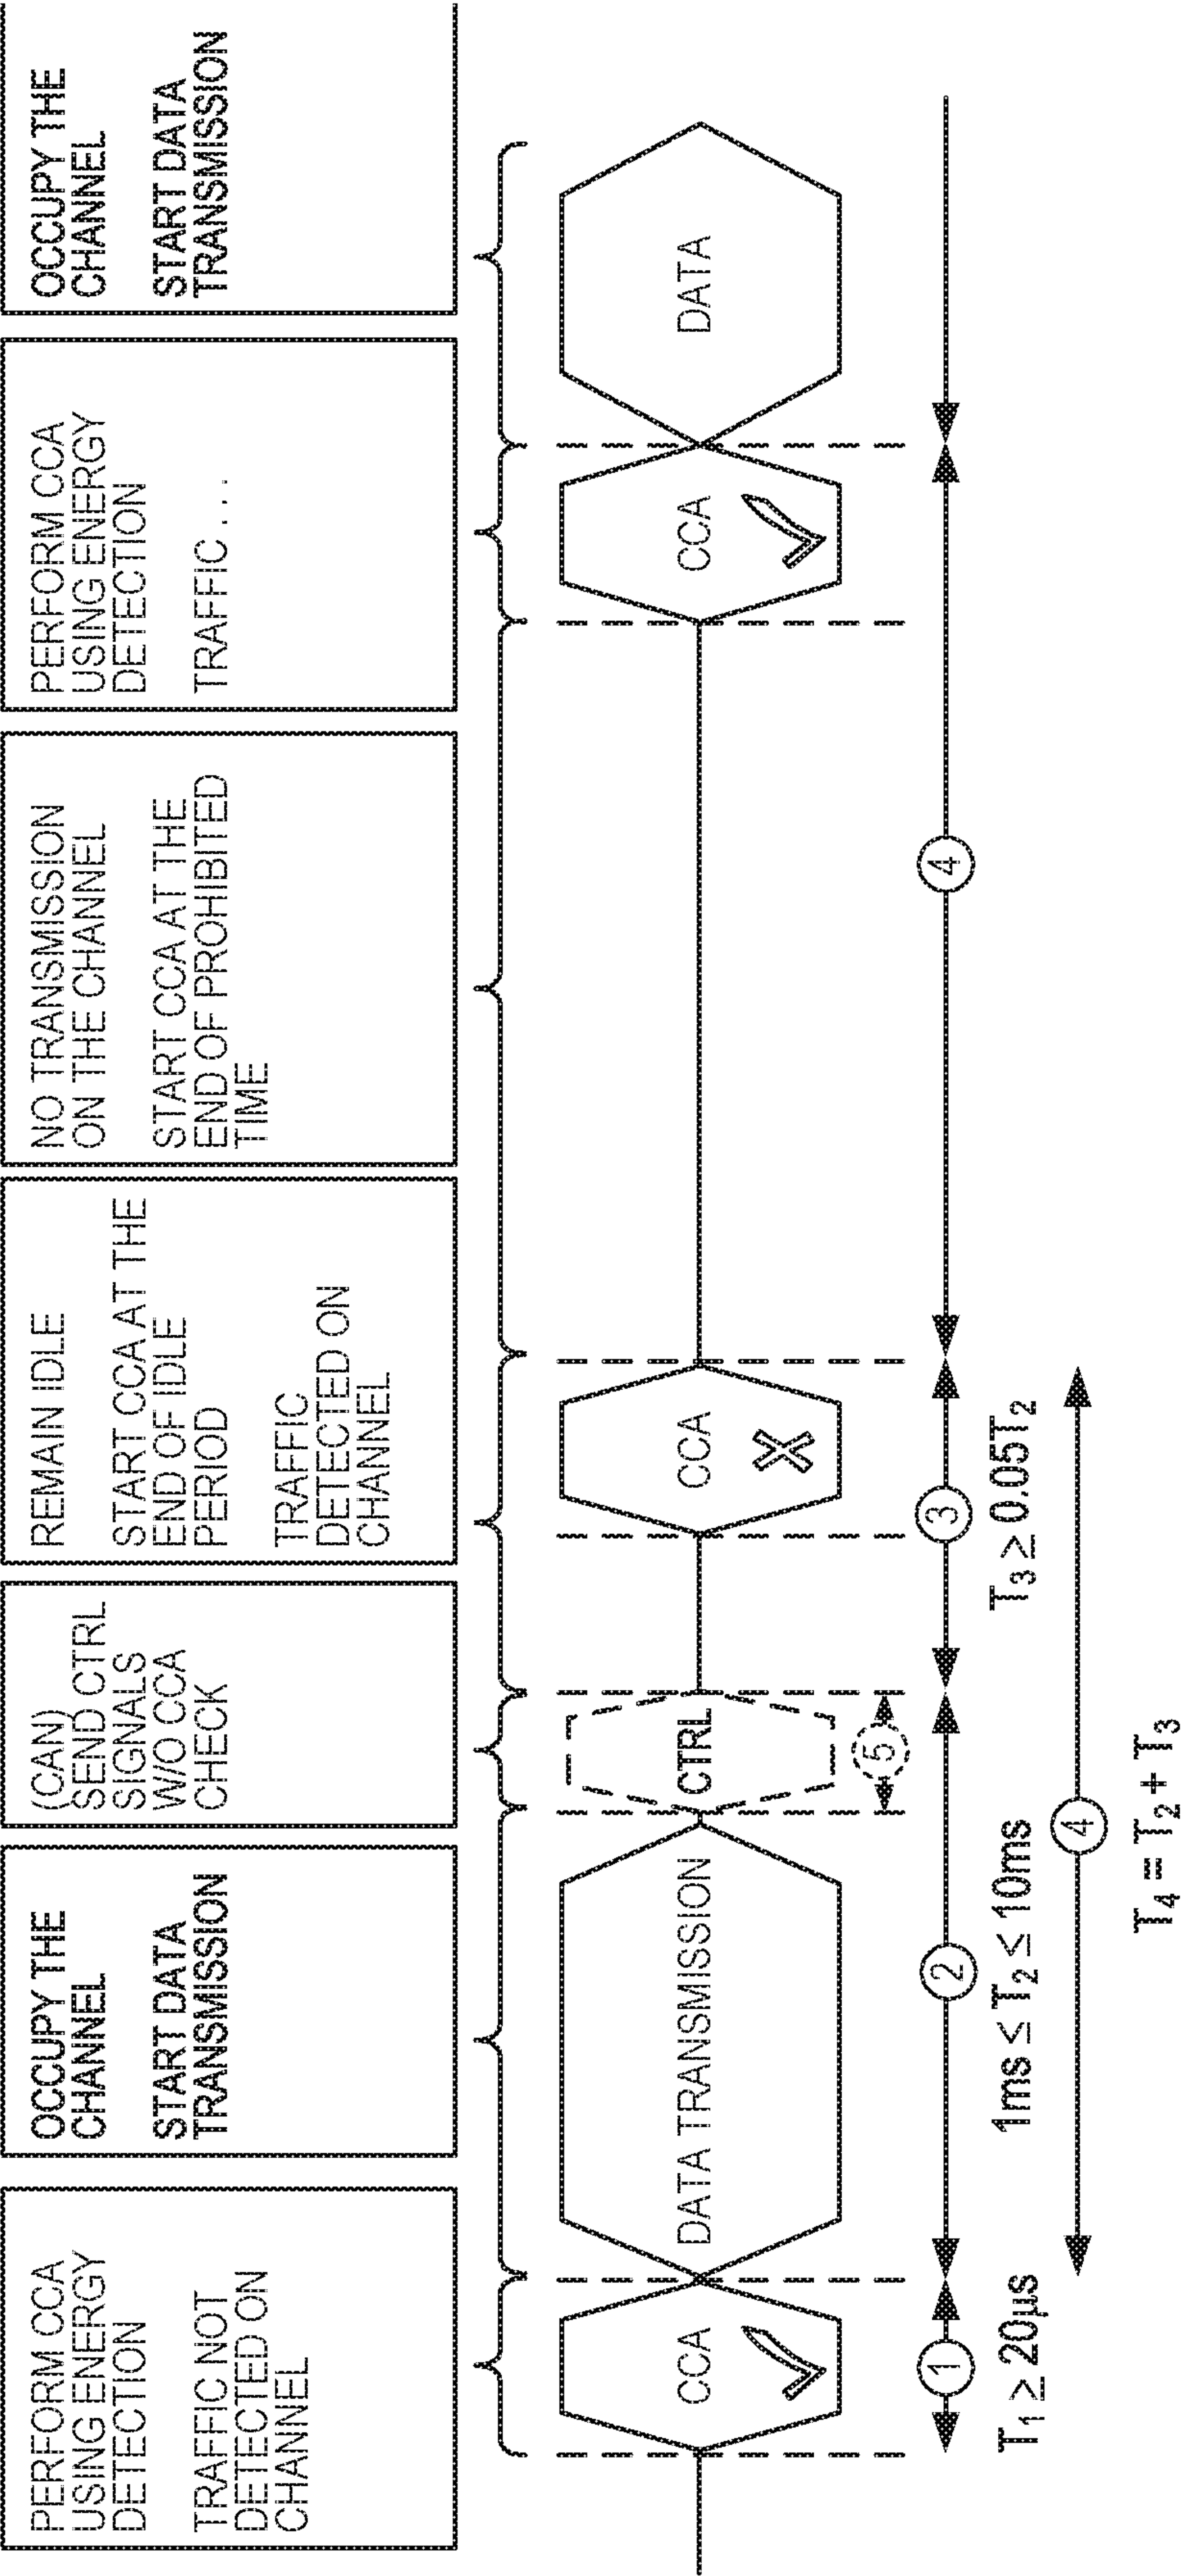 PERFORM CCA
USING ENERGY
DETECTION
TRAFFIC NOT
DETECTED ON
CHANNEL
OCCUPY THE
CHANNEL
START DATA
TRANSMISSION
(CAN)
SEND CTRL
SIGNALS
W/O CCA
CHECK
REMAIN IDLE
START CCA AT THE
END OF IDLE
PERIOD
TRAFFIC
DETECTED ON
CHANNEL
NO TRANSMISSION
ON THE CHANNEL
START CCA AT THE
END OF PROHIBITED
TIME
PERFORM CCA
USING ENERGY
DETECTION
TRAFFIC . . .
OCCUPY THE
CHANNEL
START DATA
TRANSMISSION
CCA
DATA TRANSMISSION
CTRL
CCA
CCA
DATA
5
1
2
3
4
T₁ ≥ 20µs
1ms ≤ T₂ ≤ 10ms
T₃ ≥ 0.05T₂
4
T₄ = T₂ + T₃